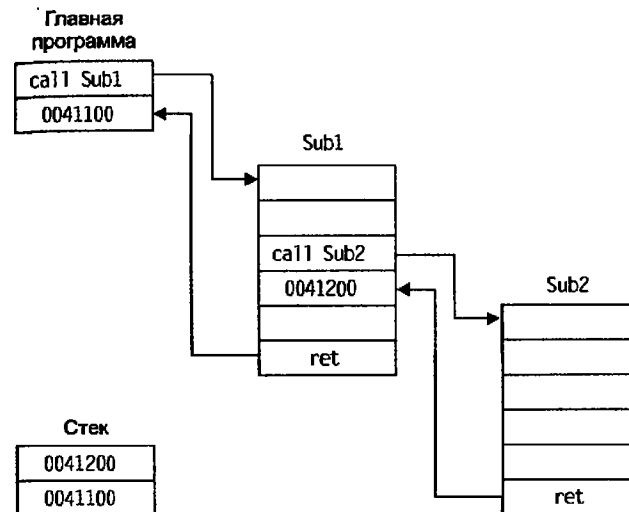 Главная
программа
call Sub1
0041100
Sub1
call Sub2
0041200
ret
Sub2
ret
Стек
0041200
0041100